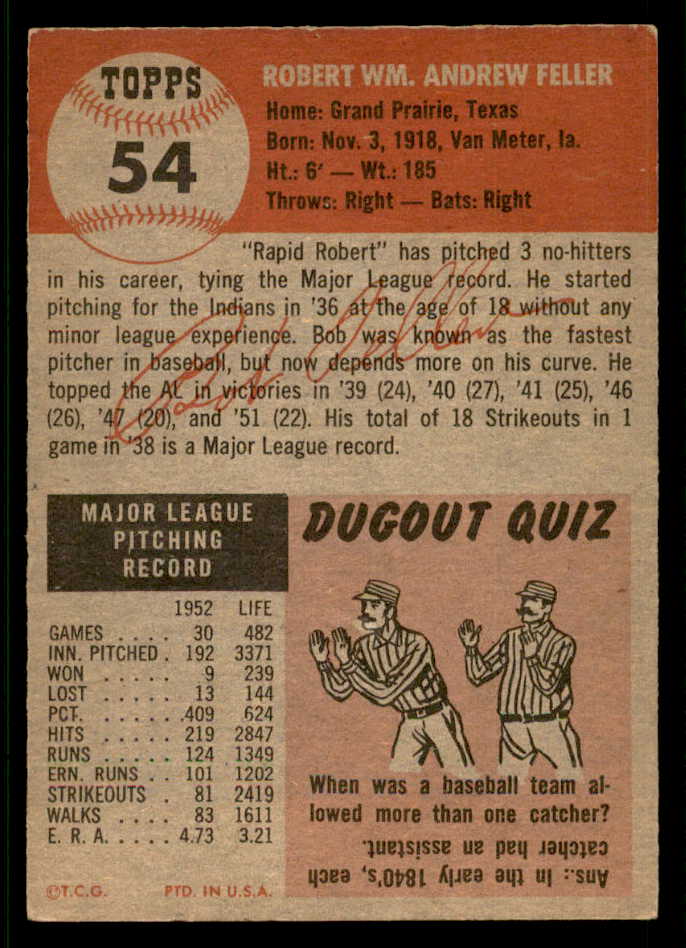 TOPPS
54
ROBERT WM. ANDREW FELLER
Home: Grand Prairie, Texas
Born: Nov. 3, 1918, Van Meter, Ia.
Ht.: 6' — Wt.: 185
Throws: Right — Bats: Right
"Rapid Robert" has pitched 3 no-hitters
in his career, tying the Major League record. He started
pitching for the Indians in '36 at the age of 18 without any
minor league experience. Bob was known as the fastest
pitcher in baseball, but now depends more on his curve. He
topped the AL in victories in '39 (24), '40 (27), '41 (25), '46
(26), '47 (20), and '51 (22). His total of 18 Strikeouts in 1
game in '38 is a Major League record.
Bob Feller
MAJOR LEAGUE
PITCHING
RECORD
1952 LIFE
GAMES . . . . 30 482
INN. PITCHED . 192 3371
WON . . . . . 9 239
LOST . . . . . 13 144
PCT. . . . . . .409 .624
HITS . . . . . 219 2847
RUNS . . . . . 124 1349
ERN. RUNS . . 101 1202
STRIKEOUTS . 81 2419
WALKS . . . . 83 1611
E. R. A. . . . . 4.73 3.21
©T.C.G. PTD. IN U.S.A.
DUGOUT QUIZ
When was a baseball team al-
lowed more than one catcher?
Ans.: In the early 1840's, each
catcher had an assistant.